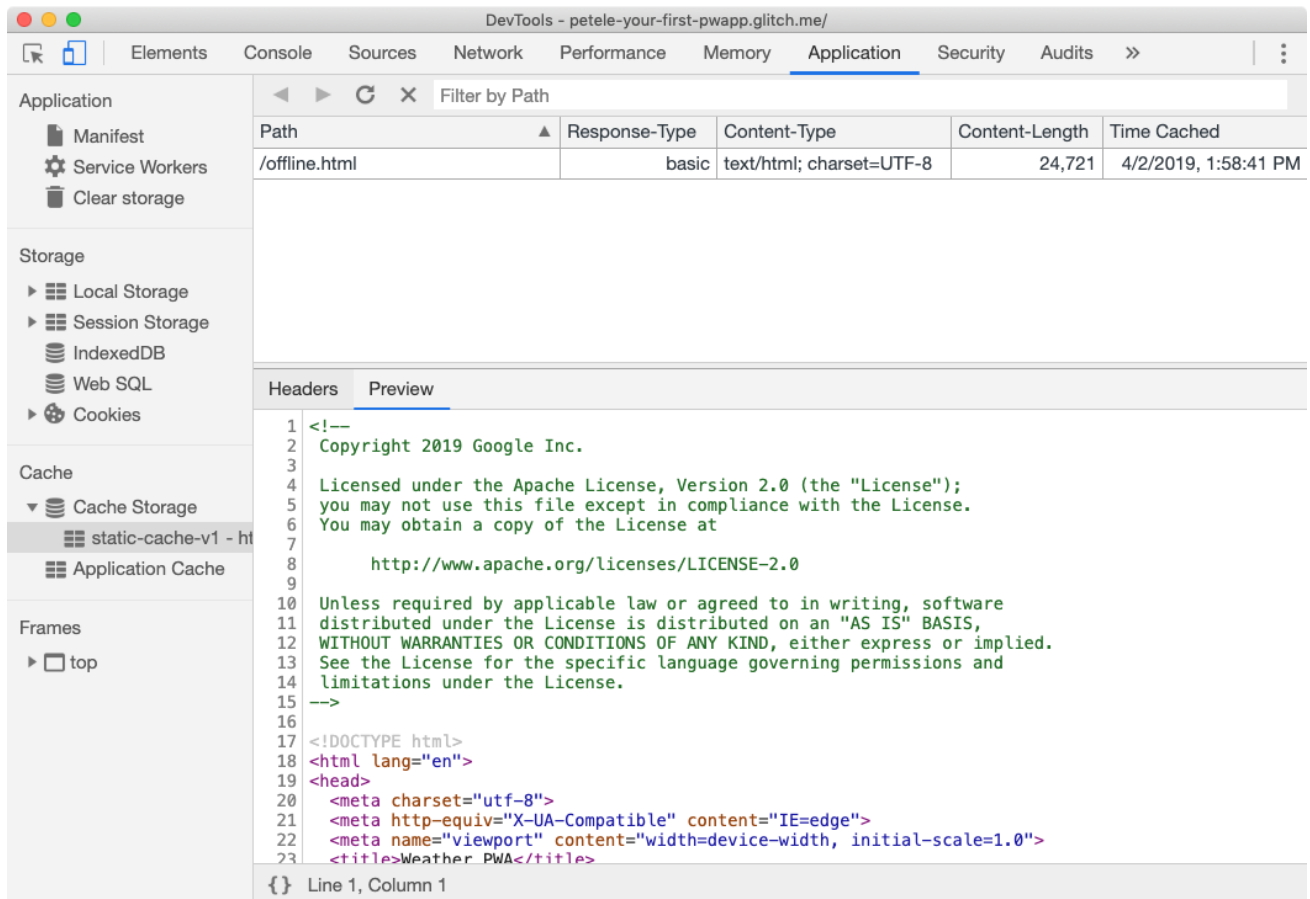 DevTools - petele-your-first-pwapp.glitch.me/
Elements Console Sources Network Performance Memory Application Security Audits »
Application
Manifest
Service Workers
Clear storage
Storage
Local Storage
Session Storage
IndexedDB
Web SQL
Cookies
Cache
Cache Storage
static-cache-v1 - ht
Application Cache
Frames
top
Filter by Path
Path Response-Type Content-Type Content-Length Time Cached
/offline.html basic text/html; charset=UTF-8 24,721 4/2/2019, 1:58:41 PM
Headers Preview
1 <!--
2 Copyright 2019 Google Inc.
3
4 Licensed under the Apache License, Version 2.0 (the "License");
5 you may not use this file except in compliance with the License.
6 You may obtain a copy of the License at
7
8 http://www.apache.org/licenses/LICENSE-2.0
9
10 Unless required by applicable law or agreed to in writing, software
11 distributed under the License is distributed on an "AS IS" BASIS,
12 WITHOUT WARRANTIES OR CONDITIONS OF ANY KIND, either express or implied.
13 See the License for the specific language governing permissions and
14 limitations under the License.
15 -->
16
17 <!DOCTYPE html>
18 <html lang="en">
19 <head>
20 <meta charset="utf-8">
21 <meta http-equiv="X-UA-Compatible" content="IE=edge">
22 <meta name="viewport" content="width=device-width, initial-scale=1.0">
23 <title>Weather PWA</title>
{} Line 1, Column 1